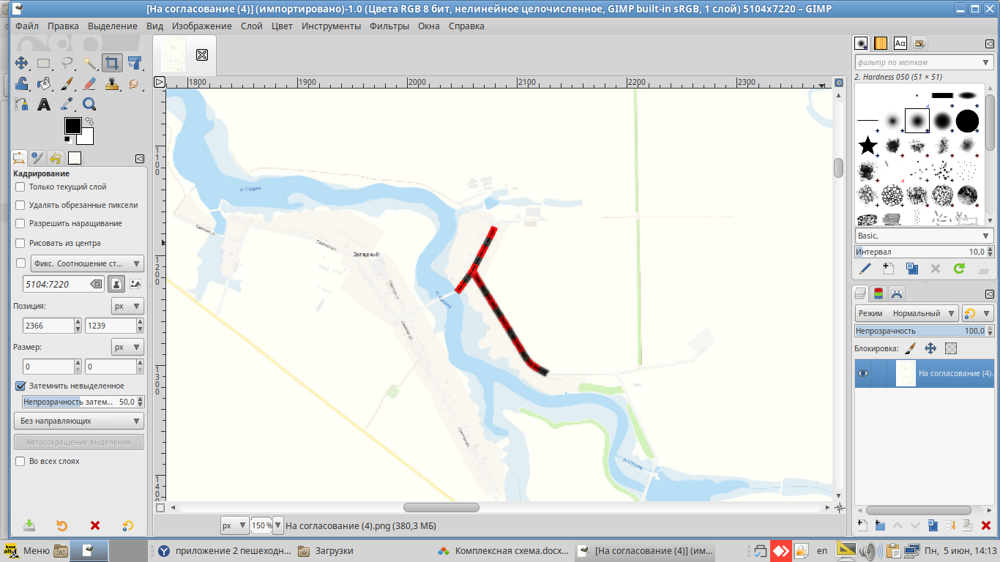 [На согласование (4)] (импортировано)-1.0 (Цвета RGB 8 бит, нелинейное целочисленное, GIMP built-in sRGB, 1 слой) 5104x7220 – GIMP
Файл Правка Выделение Вид Изображение Слой Цвет Инструменты Фильтры Окна Справка
фильтр по меткам
2. Hardness 050 (51 × 51)
1800 1900 2000 2100 2200 2300
1100
1200
1300
1400
Кадрирование
Только текущий слой
Удалять обрезанные пиксели
Разрешить наращивание
Рисовать из центра
Фикс. Соотношение ст...
5104:7220
Позиция: px
2366 1239
Размер: px
0 0
Затемнить невыделенное
Непрозрачность затем... 50,0
Без направляющих
Автосокращение выделения
Во всех слоях
Западный
Basic,
Интервал 10,0
Режим Нормальный
Непрозрачность 100,0
Блокировка:
На согласование (4).
px 150 % На согласование (4).png (380,3 МБ)
base alt
Меню приложение 2 пешеходн... Загрузки Комплексная схема.docx... [На согласование (4)] (им... en Пн, 5 июн, 14:13